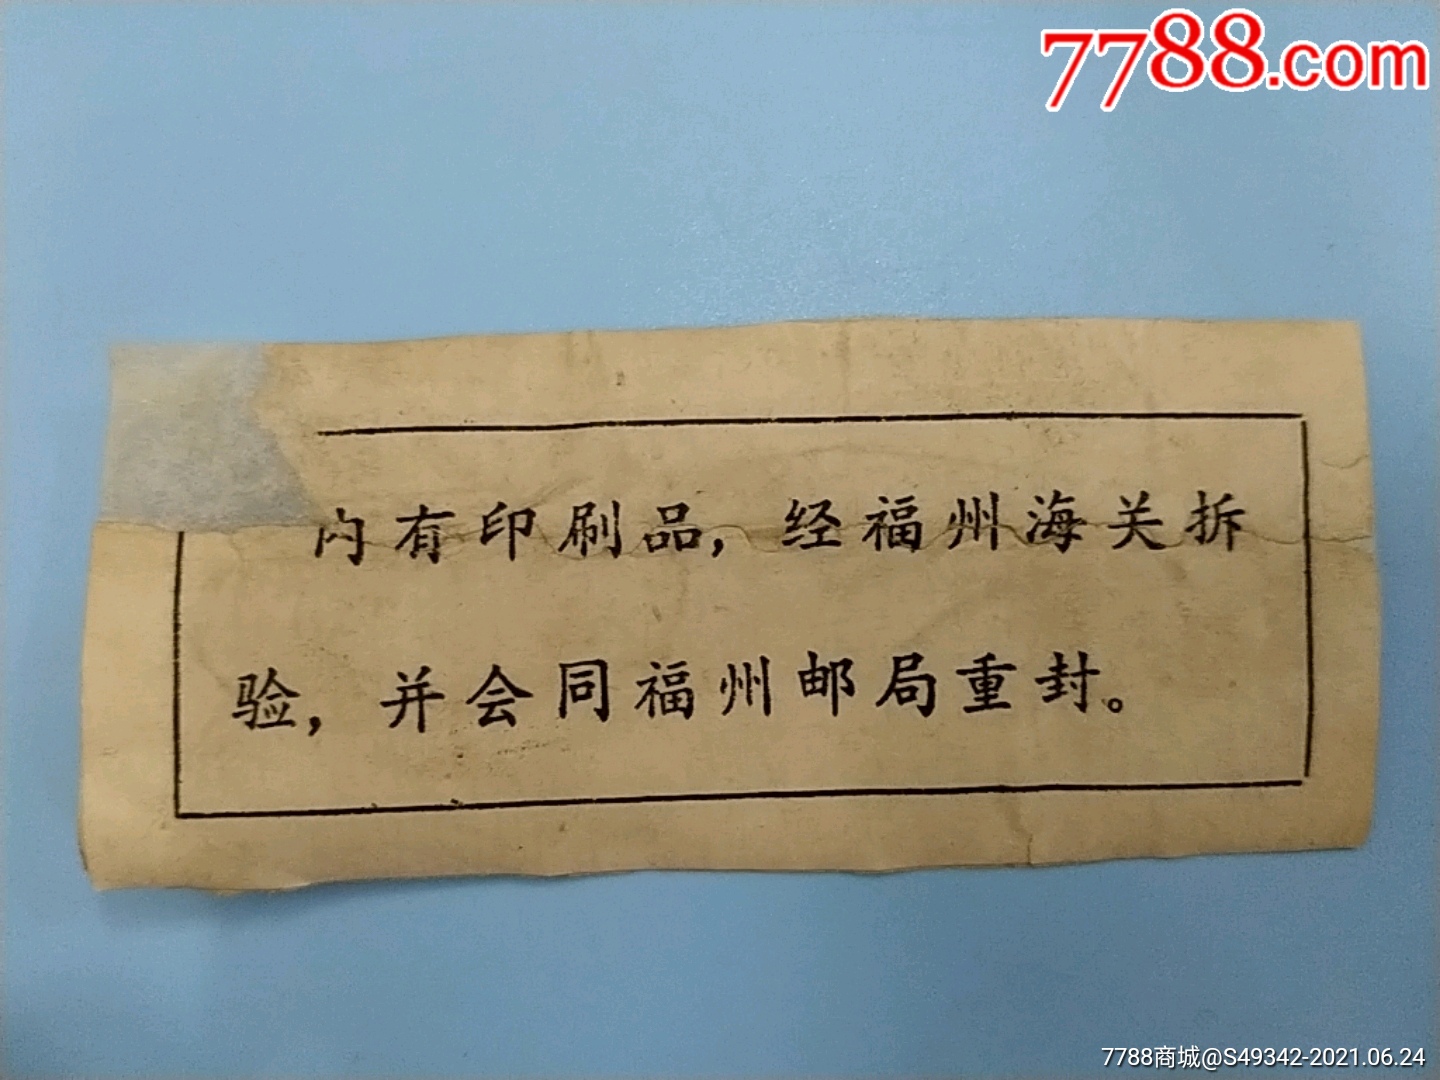 7788.com
内有印刷品，经福州海关拆
验，并会同福州邮局重封。
7788商城@S49342-2021.06.24